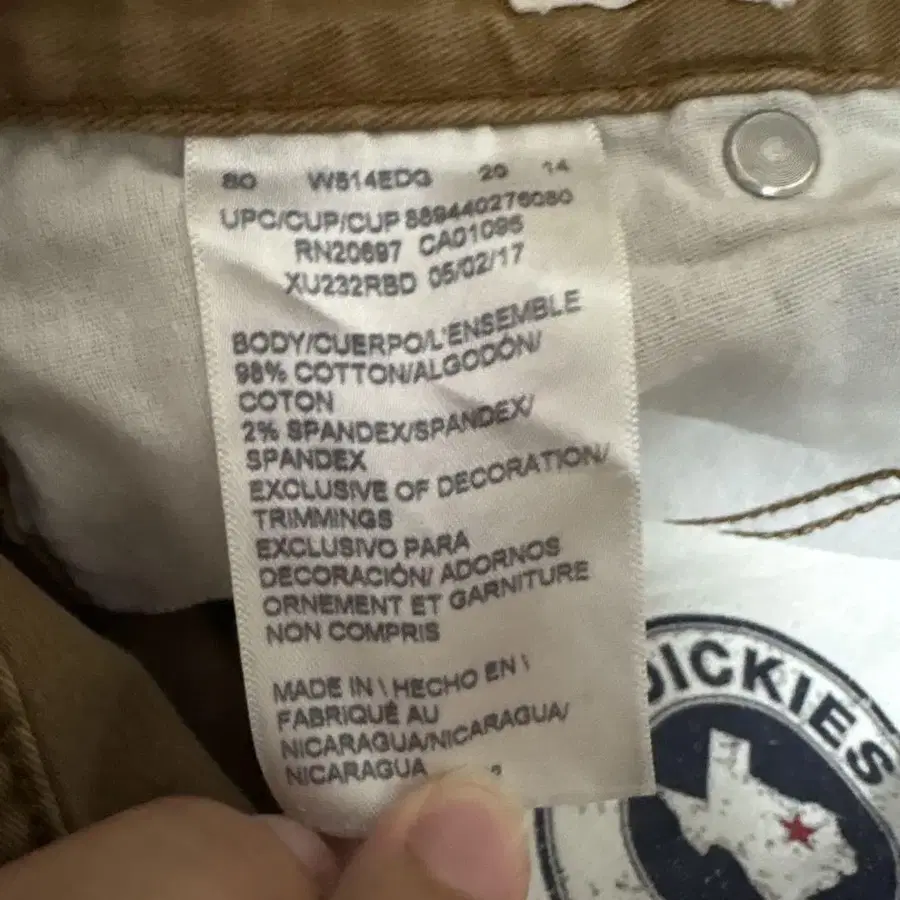 80 W814EDG 20 14
UPC/CUP/CUP 889440276080
RN20697 CA01095
XU232RBD 05/02/17
BODY/CUERPO/L'ENSEMBLE
98% COTTON/ALGODÓN/
COTON
2% SPANDEX/SPANDEX/
SPANDEX
EXCLUSIVE OF DECORATION/
TRIMMINGS
EXCLUSIVO PARA
DECORACIÓN/ ADORNOS
ORNEMENT ET GARNITURE
NON COMPRIS
MADE IN \ HECHO EN \
FABRIQUÉ AU
NICARAGUA/NICARAGUA/
NICARAGUA
DICKIES